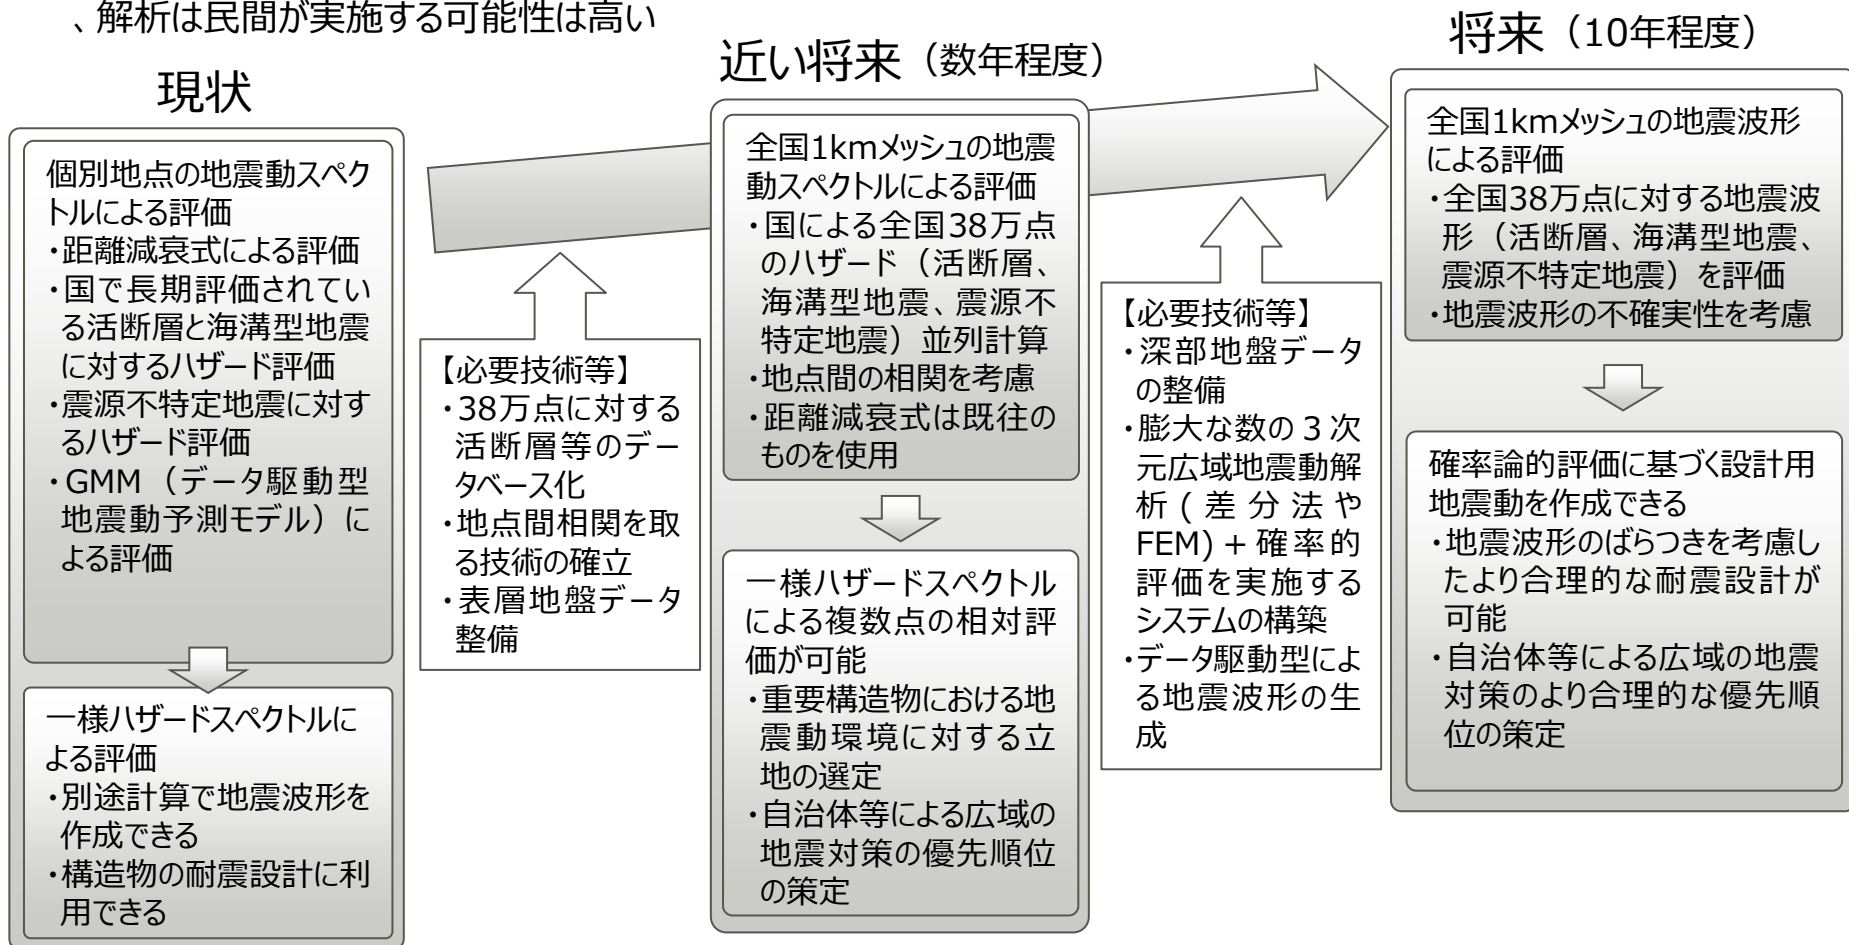 、解析は民間が実施する可能性は高い
現状
個別地点の地震動スペク
トルによる評価
・距離減衰式による評価
・国で長期評価されてい
る活断層と海溝型地震
に対するハザード評価
・震源不特定地震に対す
るハザード評価
・GMM（データ駆動型
地震動予測モデル）に
よる評価
一様ハザードスペクトルに
よる評価
・別途計算で地震波形を
作成できる
・構造物の耐震設計に利
用できる
【必要技術等】
・38万点に対する
活断層等のデー
タベース化
・地点間相関を取
る技術の確立
・表層地盤データ
整備
近い将来（数年程度）
全国1kmメッシュの地震
動スペクトルによる評価
・国による全国38万点
のハザード（活断層、
海溝型地震、震源不
特定地震）並列計算
・地点間の相関を考慮
・距離減衰式は既往の
ものを使用
一様ハザードスペクトル
による複数点の相対評
価が可能
・重要構造物における地
震動環境に対する立
地の選定
・自治体等による広域の
地震対策の優先順位
の策定
【必要技術等】
・深部地盤データ
の整備
・膨大な数の３次
元広域地震動解
析(差分法や
FEM)＋確率的
評価を実施する
システムの構築
・データ駆動型によ
る地震波形の生
成
将来（10年程度）
全国1kmメッシュの地震波形
による評価
・全国38万点に対する地震波
形（活断層、海溝型地震、
震源不特定地震）を評価
・地震波形の不確実性を考慮
確率論的評価に基づく設計用
地震動を作成できる
・地震波形のばらつきを考慮し
たより合理的な耐震設計が
可能
・自治体等による広域の地震
対策のより合理的な優先順
位の策定